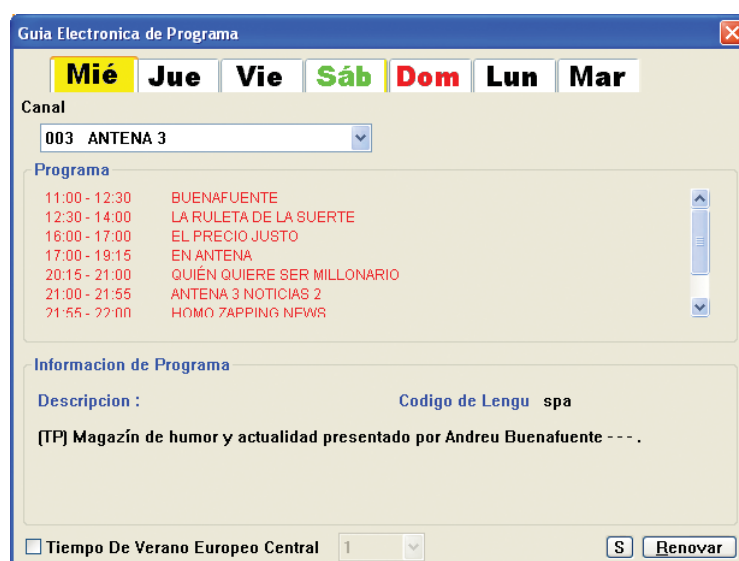 Guia Electronica de Programa
Mié Jue Vie Sáb Dom Lun Mar
Canal
003 ANTENA 3
Programa
11:00 - 12:30 BUENAFUENTE
12:30 - 14:00 LA RULETA DE LA SUERTE
16:00 - 17:00 EL PRECIO JUSTO
17:00 - 19:15 EN ANTENA
20:15 - 21:00 QUIÉN QUIERE SER MILLONARIO
21:00 - 21:55 ANTENA 3 NOTICIAS 2
21:55 - 22:00 HOMO ZAPPING NEWS
Informacion de Programa
Descripcion : Codigo de Lengu spa
(TP) Magazín de humor y actualidad presentado por Andreu Buenafuente - - - .
Tiempo De Verano Europeo Central 1 S Renovar